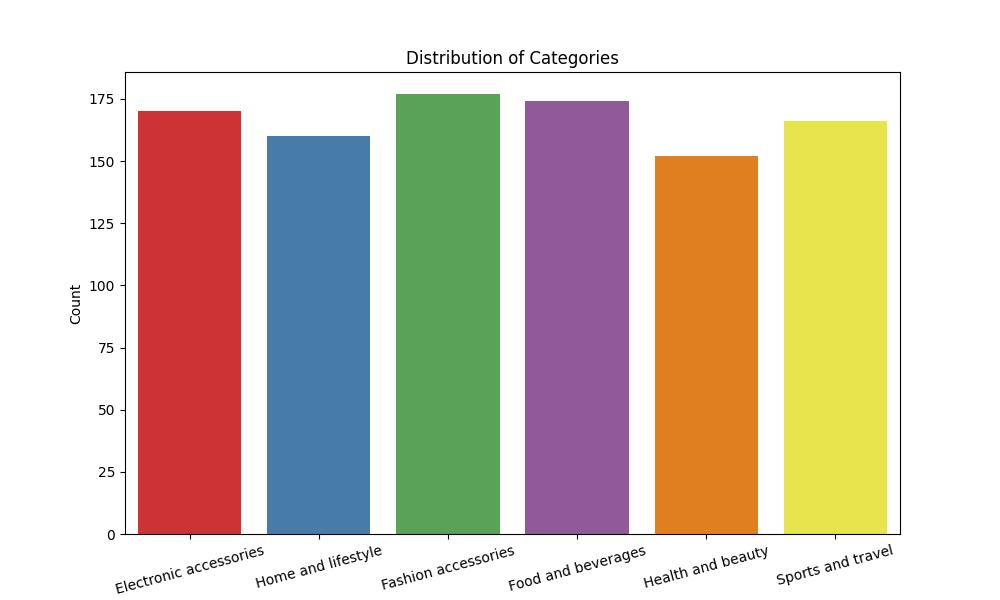 Distribution of Categories
Count
175
150
125
100
75
50
25
0
Electronic accessories
Home and lifestyle
Fashion accessories
Food and beverages
Health and beauty
Sports and travel